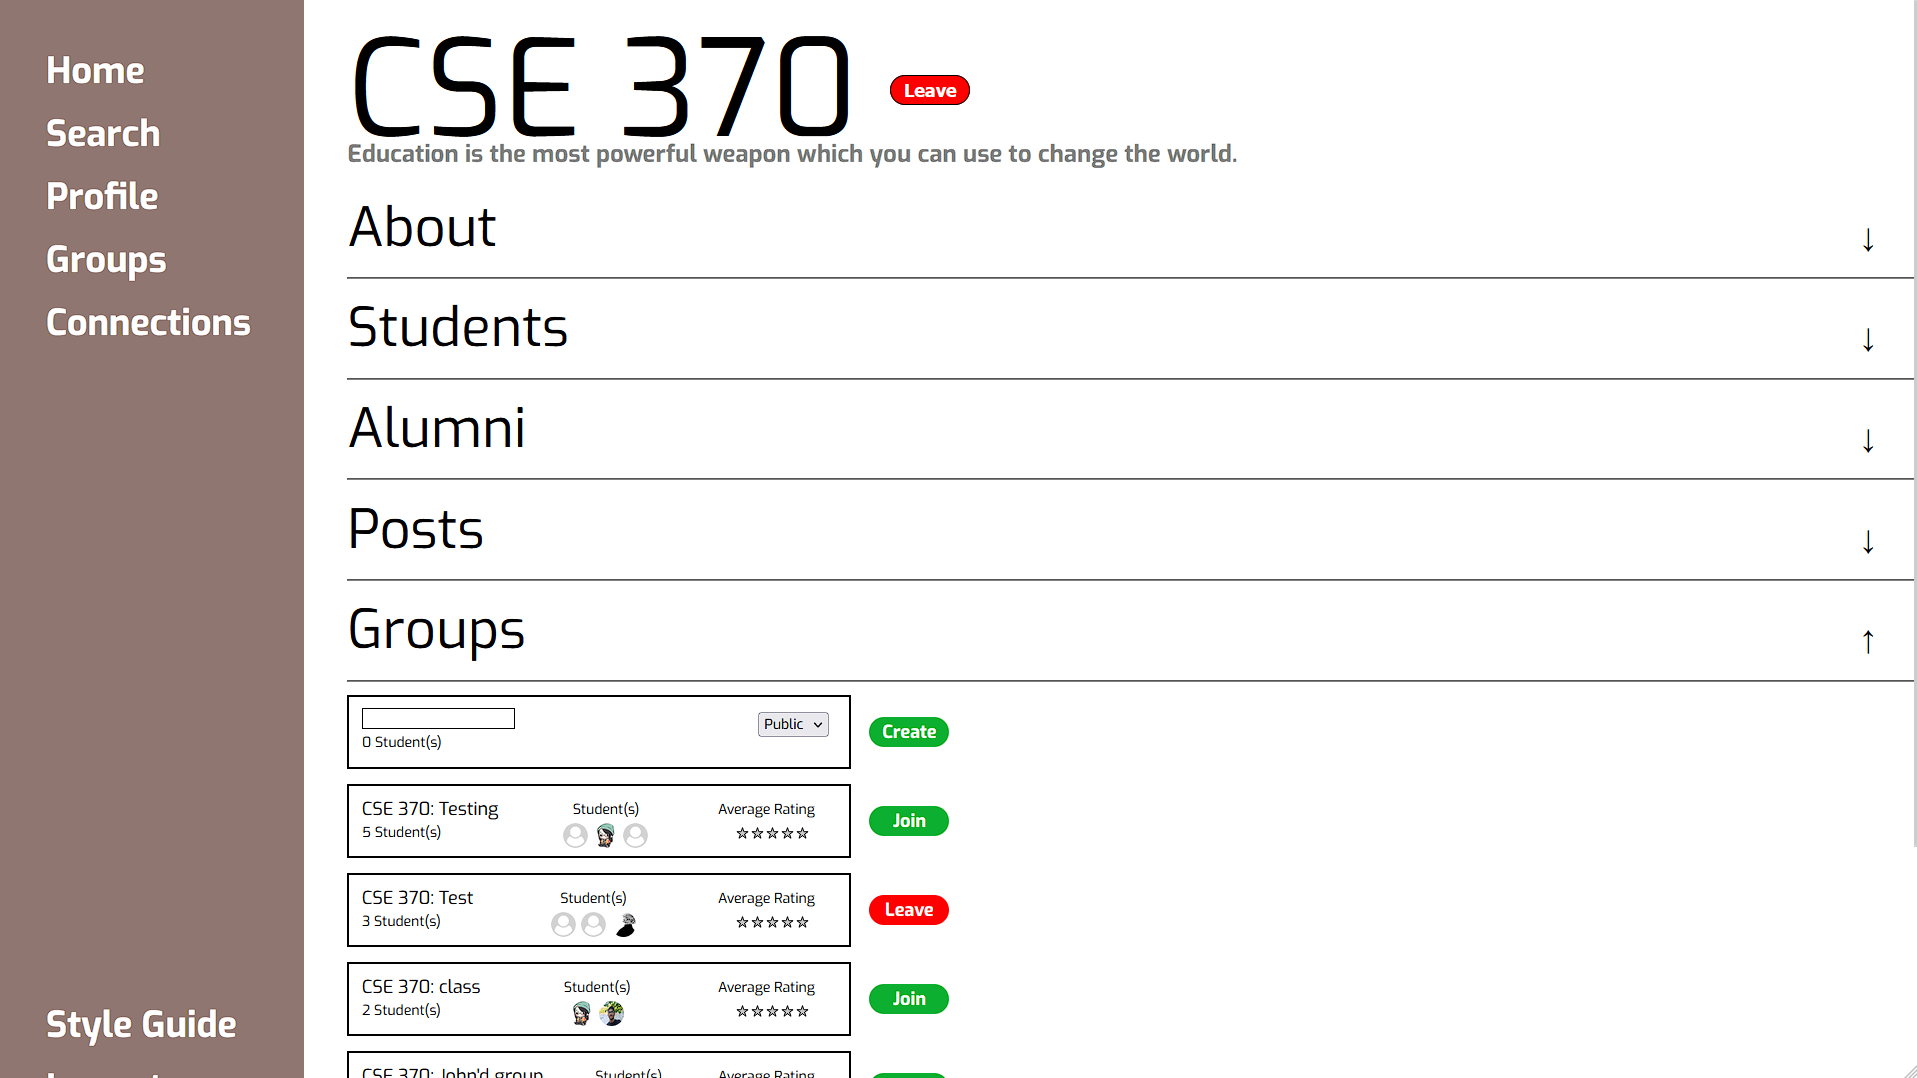 Home
Search
Profile
Groups
Connections
Style Guide
CSE 370
Leave
Education is the most powerful weapon which you can use to change the world.
About ↓
Students ↓
Alumni ↓
Posts ↓
Groups ↑
Public
0 Student(s)
Create
CSE 370: Testing Student(s) Average Rating
5 Student(s)
Join
CSE 370: Test Student(s) Average Rating
3 Student(s)
Leave
CSE 370: class Student(s) Average Rating
2 Student(s)
Join
CSE 370: John'd group Student(s) Average Rating